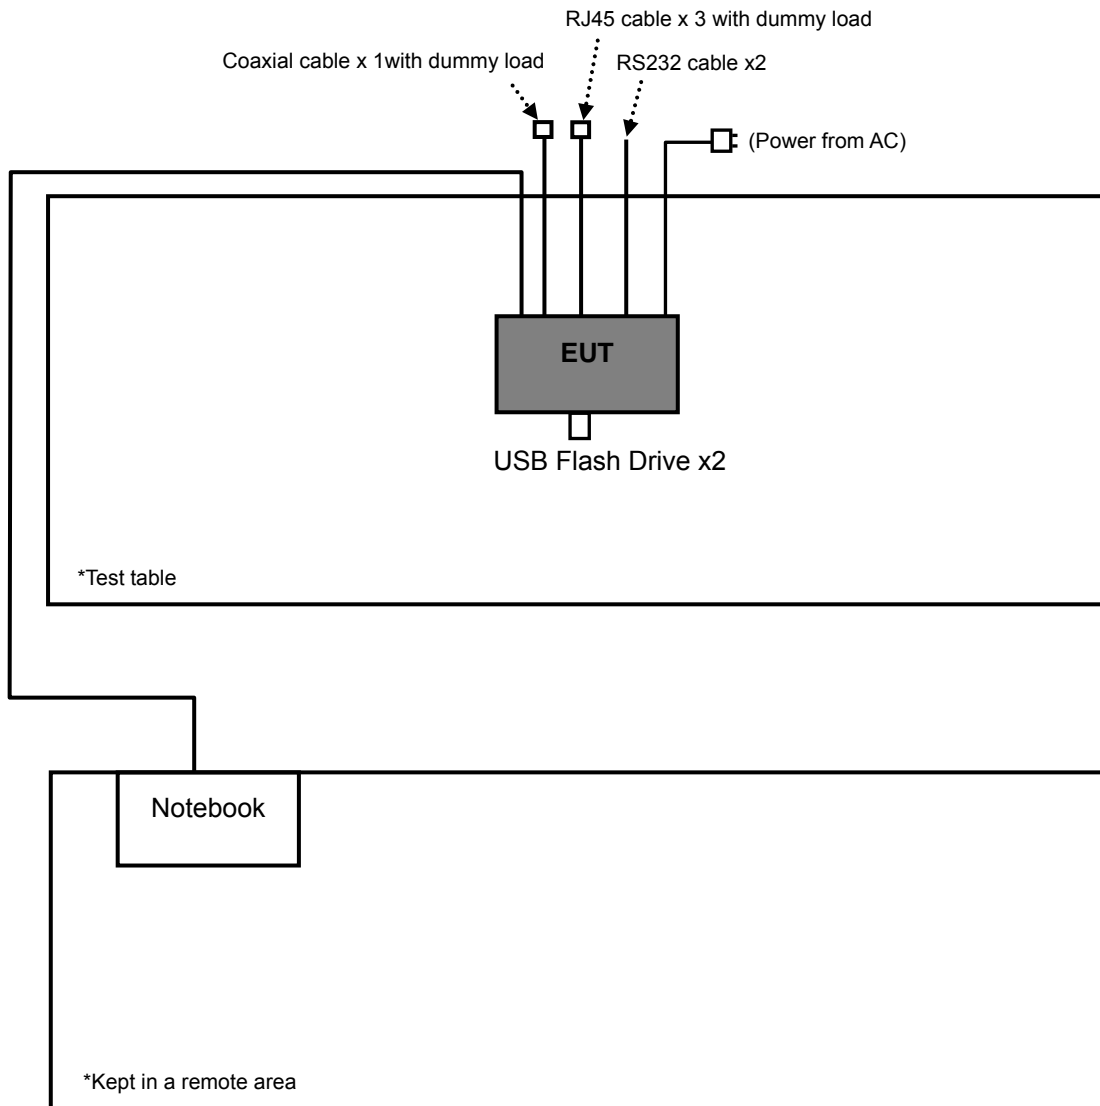 RJ45 cable x 3 with dummy load
Coaxial cable x 1with dummy load
RS232 cable x2
(Power from AC)
EUT
USB Flash Drive x2
*Test table
Notebook
*Kept in a remote area